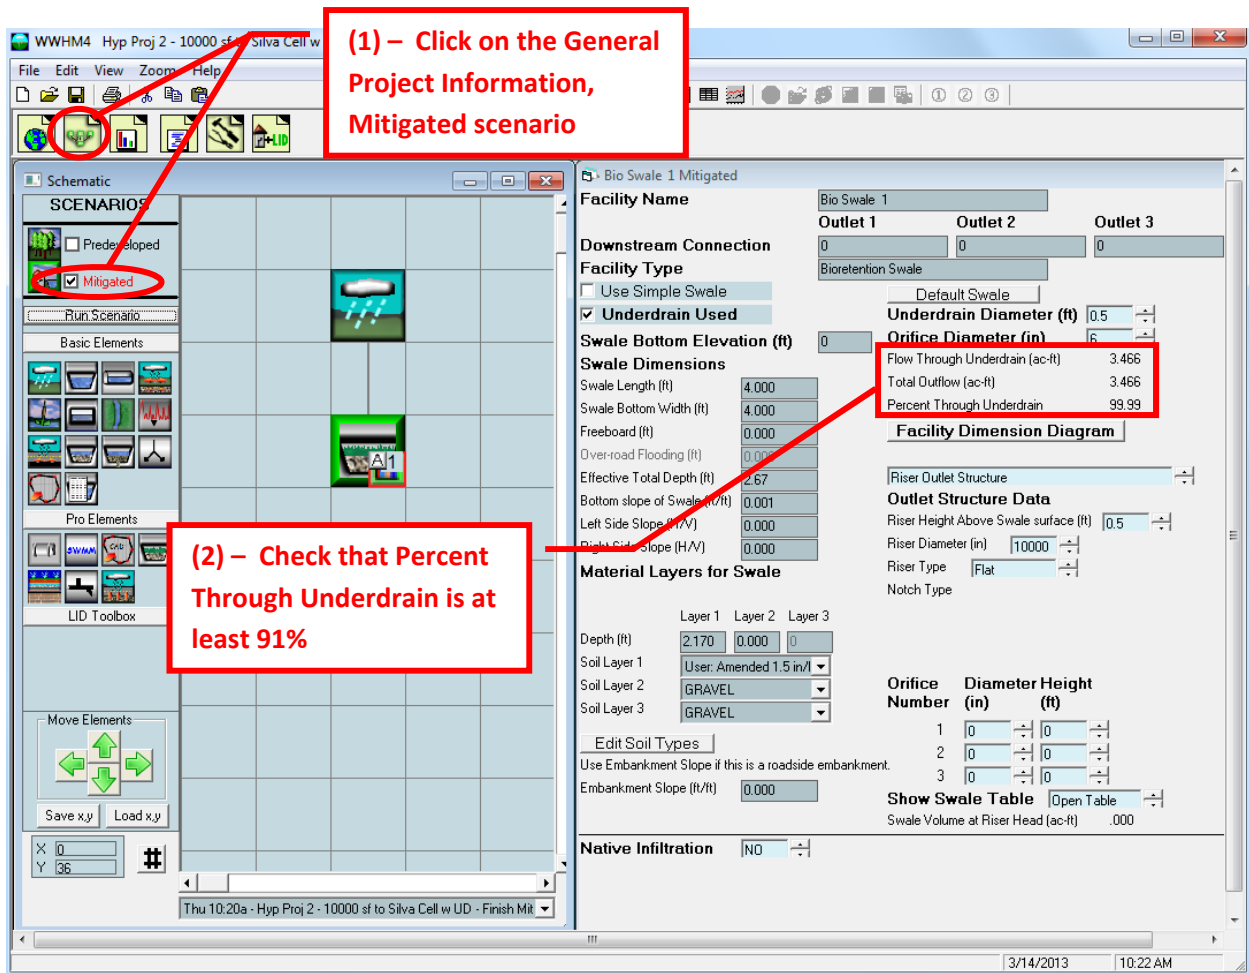 WWHM4 Hyp Proj 2 - 10000 sf to Silva Cell w
(1) – Click on the General
Project Information,
Mitigated scenario
File Edit View Zoom Help
Schematic
SCENARIOS
Predeveloped
Mitigated
Run Scenario
Basic Elements
Pro Elements
LID Toolbox
Move Elements
Save x,y Load x,y
X 0
Y 36
#
A 1
Thu 10:20a - Hyp Proj 2 - 10000 sf to Silva Cell w UD - Finish Mit
(2) – Check that Percent
Through Underdrain is at
least 91%
Bio Swale 1 Mitigated
Facility Name Bio Swale 1
Outlet 1 Outlet 2 Outlet 3
Downstream Connection 0 0 0
Facility Type Bioretention Swale
Use Simple Swale Default Swale
Underdrain Used Underdrain Diameter (ft) 0.5
Swale Bottom Elevation (ft) 0 Orifice Diameter (in) 6
Swale Dimensions Flow Through Underdrain (ac-ft) 3.466
Swale Length (ft) 4.000 Total Outflow (ac-ft) 3.466
Swale Bottom Width (ft) 4.000 Percent Through Underdrain 99.99
Freeboard (ft) 0.000 Facility Dimension Diagram
Over-road Flooding (ft) 0.000
Effective Total Depth (ft) 2.67 Riser Outlet Structure
Bottom slope of Swale (ft/ft) 0.001 Outlet Structure Data
Left Side Slope (H/V) 0.000 Riser Height Above Swale surface (ft) 0.5
Right Side Slope (H/V) 0.000 Riser Diameter (in) 10000
Material Layers for Swale Riser Type Flat
Notch Type
Layer 1 Layer 2 Layer 3
Depth (ft) 2.170 0.000 0
Soil Layer 1 User: Amended 1.5 in/
Soil Layer 2 GRAVEL
Soil Layer 3 GRAVEL
Orifice Diameter Height
Number (in) (ft)
1 0 0
2 0 0
3 0 0
Edit Soil Types
Use Embankment Slope if this is a roadside embankment.
Embankment Slope (ft/ft) 0.000
Show Swale Table Open Table
Swale Volume at Riser Head (ac-ft) .000
Native Infiltration NO
3/14/2013 10:22 AM